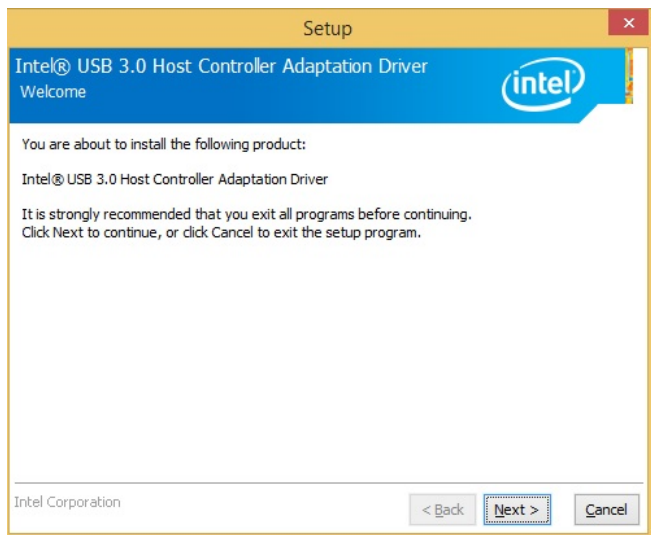 Setup
Intel® USB 3.0 Host Controller Adaptation Driver
Welcome
intel
You are about to install the following product:
Intel® USB 3.0 Host Controller Adaptation Driver
It is strongly recommended that you exit all programs before continuing.
Click Next to continue, or click Cancel to exit the setup program.
Intel Corporation
< Back Next > Cancel